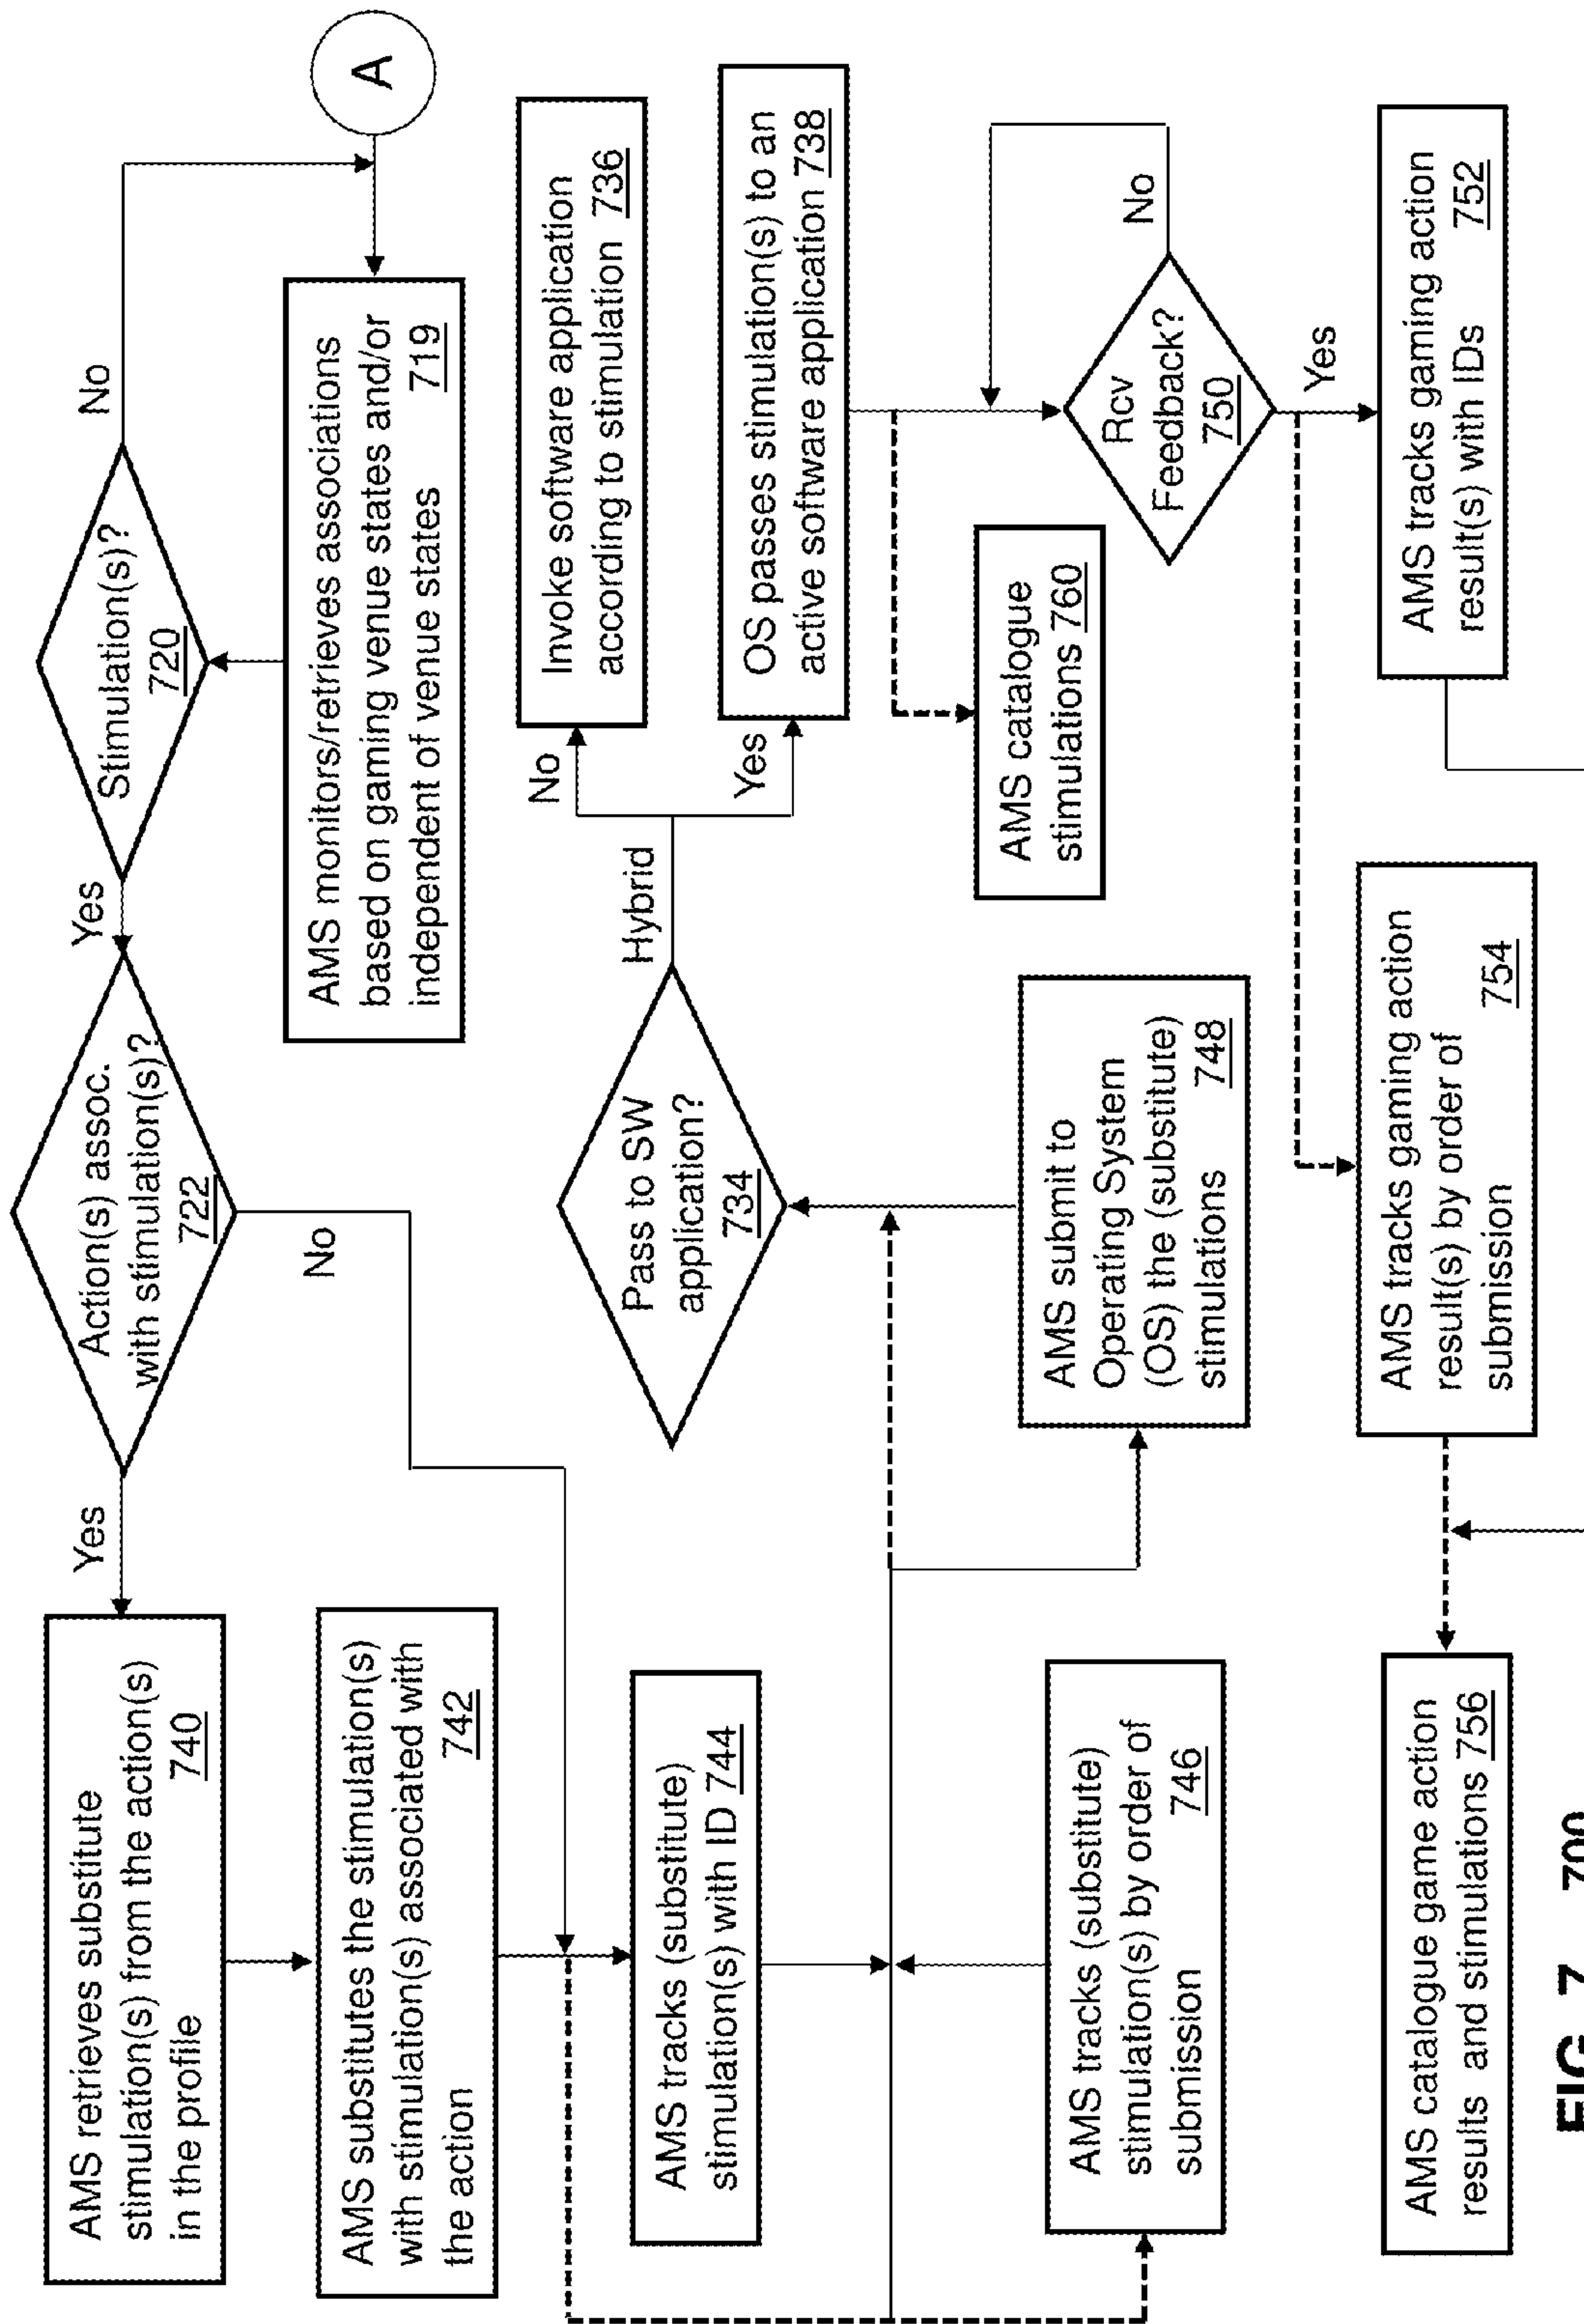 A
AMS monitors/retrieves associations
based on gaming venue states and/or
independent of venue states 719
Stimulation(s)?
720
No
Yes
Action(s) assoc.
with stimulation(s)?
722
No
Yes
AMS retrieves substitute
stimulation(s) from the action(s)
in the profile 740
AMS substitutes the stimulation(s)
with stimulation(s) associated with
the action 742
AMS tracks (substitute)
stimulation(s) with ID 744
AMS tracks (substitute)
stimulation(s) by order of
submission 746
AMS submit to
Operating System
(OS) the (substitute)
stimulations 748
Pass to SW
application?
734
Hybrid
No
Yes
Invoke software application
according to stimulation 736
OS passes stimulation(s) to an
active software application 738
AMS catalogue
stimulations 760
Rcv
Feedback?
750
No
Yes
AMS tracks gaming action
result(s) with IDs 752
AMS tracks gaming action
result(s) by order of
submission 754
AMS catalogue game action
results and stimulations 756
FIG. 7 700